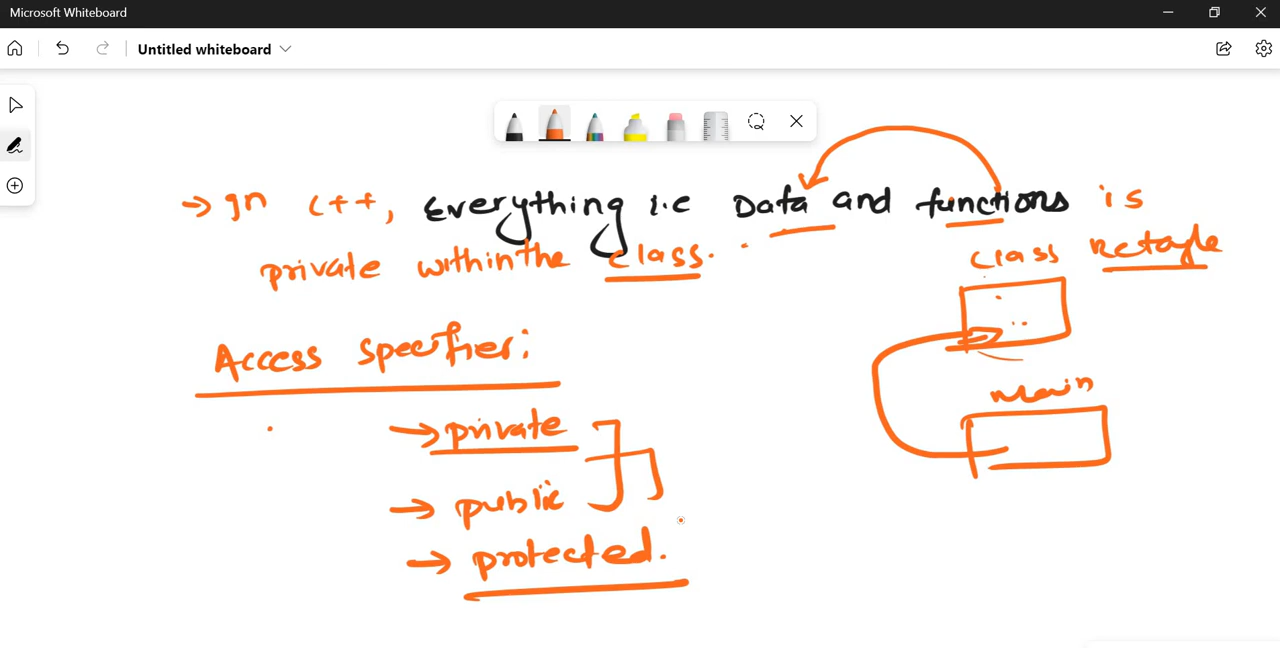 Microsoft Whiteboard
Untitled whiteboard
→ In C++, Everything i.e Data and functions is
private within the class.
class Rectagle
Access specifier:
Main
→ private
→ public
→ protected.